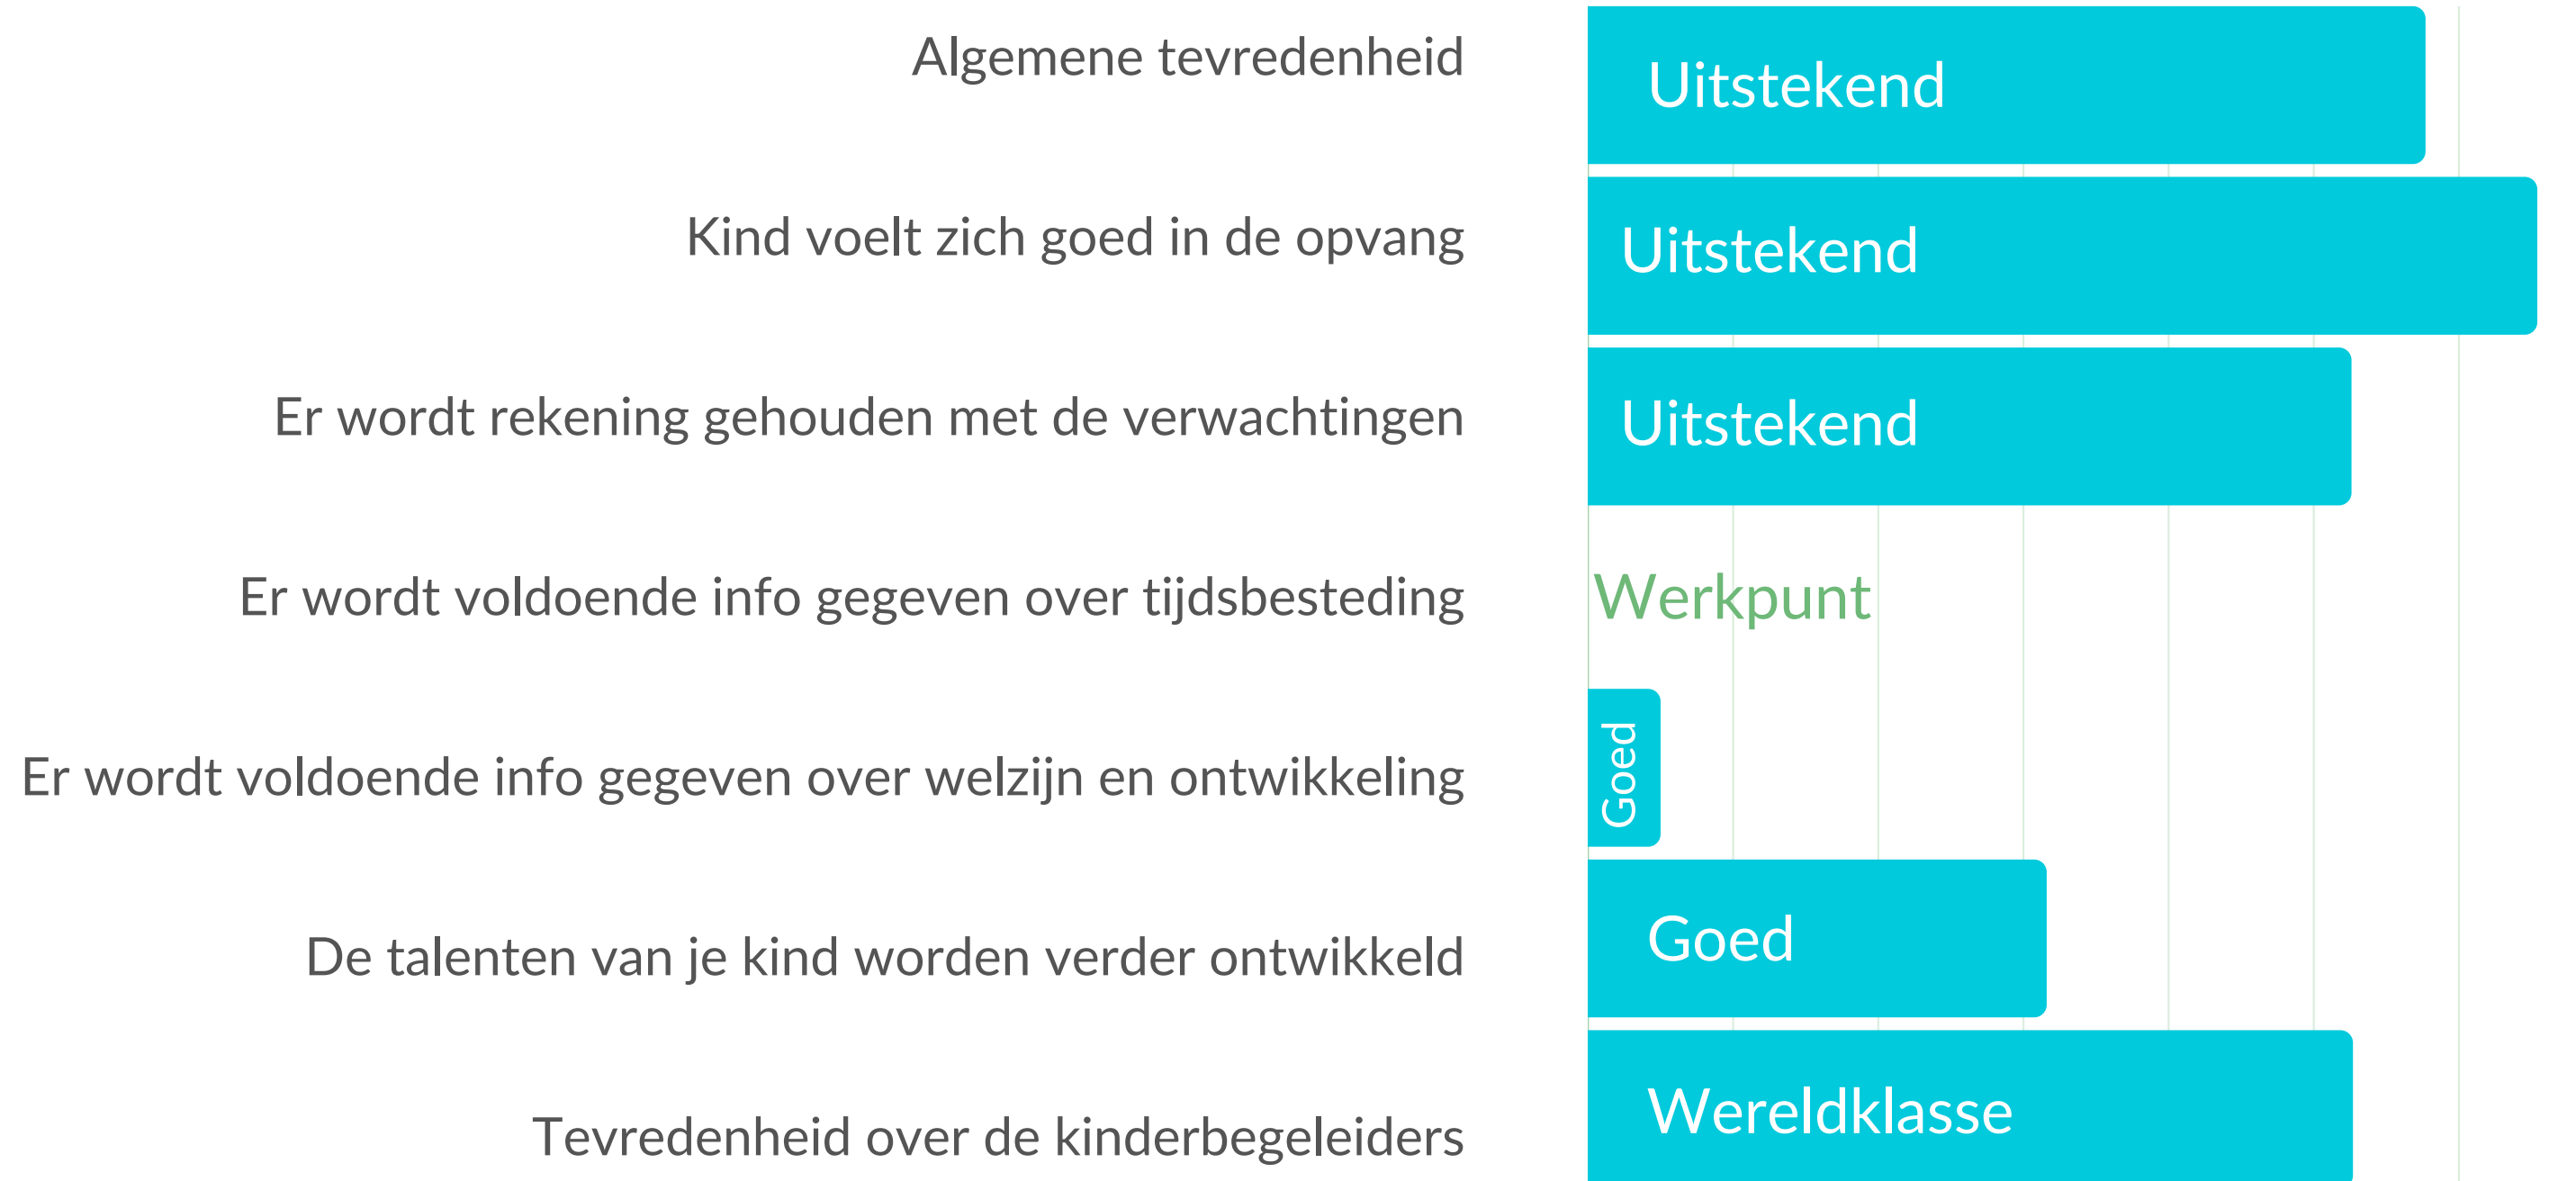 Algemene tevredenheid
Uitstekend
Kind voelt zich goed in de opvang
Uitstekend
Er wordt rekening gehouden met de verwachtingen
Uitstekend
Er wordt voldoende info gegeven over tijdsbesteding
Werkpunt
Er wordt voldoende info gegeven over welzijn en ontwikkeling
Goed
De talenten van je kind worden verder ontwikkeld
Goed
Tevredenheid over de kinderbegeleiders
Wereldklasse